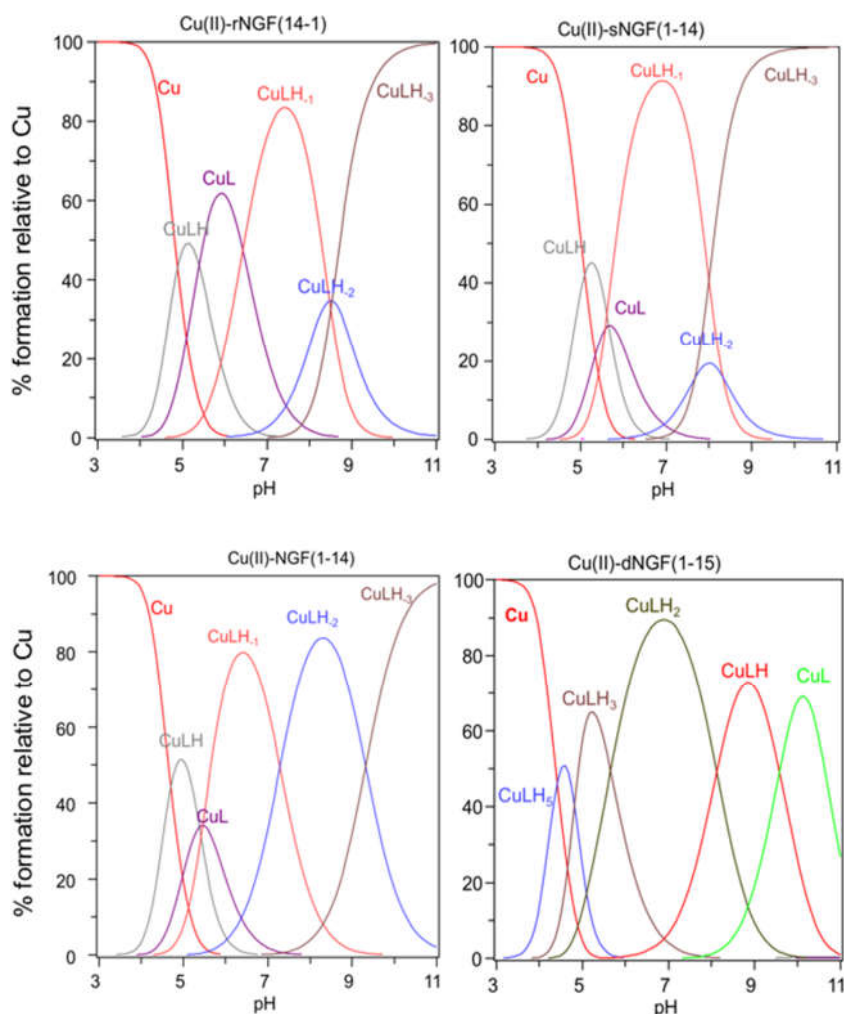 Cu(II)-rNGF(14-1)
% formation relative to Cu
100
80
60
40
20
0
Cu
CuLH
CuL
CuLH₋₁
CuLH₋₂
CuLH₋₃
3 5 7 9 11
pH
Cu(II)-sNGF(1-14)
100
80
60
40
20
0
Cu
CuLH
CuL
CuLH₋₁
CuLH₋₂
CuLH₋₃
3 5 7 9 11
pH
Cu(II)-NGF(1-14)
% formation relative to Cu
100
80
60
40
20
0
Cu
CuLH
CuL
CuLH₋₁
CuLH₋₂
CuLH₋₃
3 5 7 9 11
pH
Cu(II)-dNGF(1-15)
100
80
60
40
20
0
Cu
CuLH₅
CuLH₃
CuLH₂
CuLH
CuL
3 5 7 9 11
pH